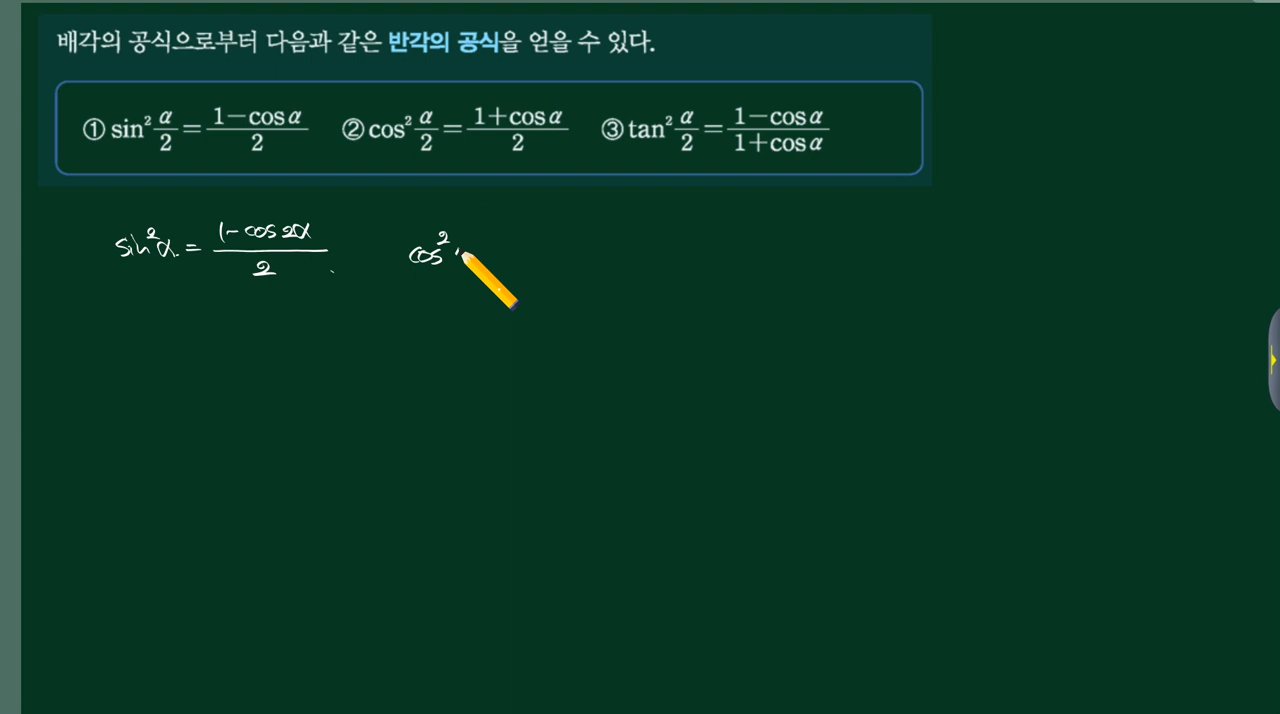 배각의 공식으로부터 다음과 같은 반각의 공식을 얻을 수 있다.
① sin² α/2 = (1−cos α)/2 ② cos² α/2 = (1+cos α)/2 ③ tan² α/2 = (1−cos α)/(1+cos α)
sin²α = (1−cos 2α)/2 cos²